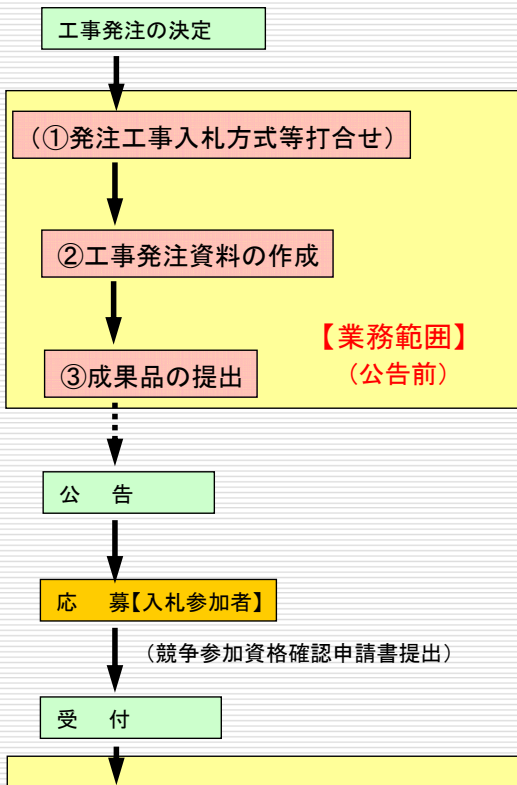 工事発注の決定
（①発注工事入札方式等打合せ）
②工事発注資料の作成
【業務範囲】
（公告前）
③成果品の提出
公　告
応　募【入札参加者】
（競争参加資格確認申請書提出）
受　付